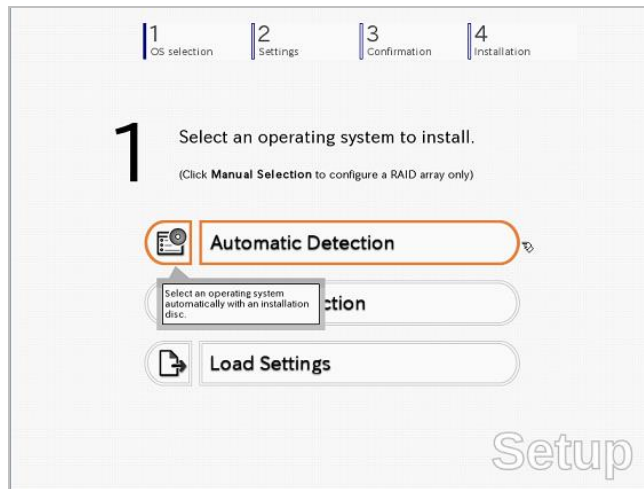 1
OS selection
2
Settings
3
Confirmation
4
Installation
1
Select an operating system to install.
(Click Manual Selection to configure a RAID array only)
Automatic Detection
Select an operating system
automatically with an installation
disc.
Load Settings
Setup